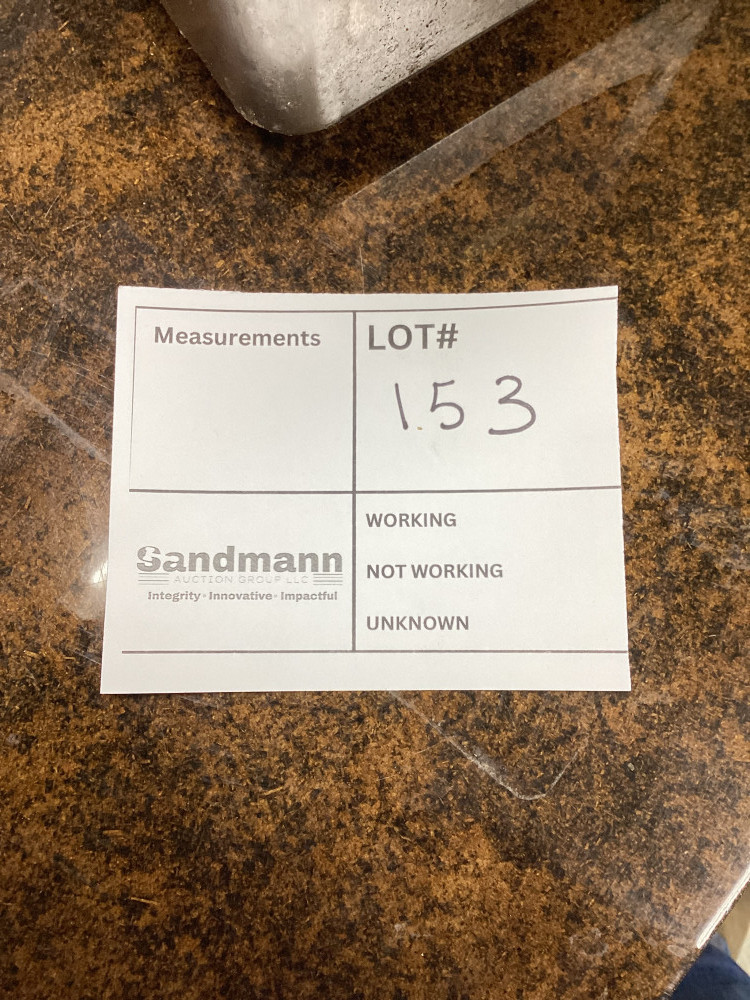 Measurements
LOT#
153
Sandmann
AUCTION GROUP LLC
Integrity · Innovative · Impactful
WORKING
NOT WORKING
UNKNOWN